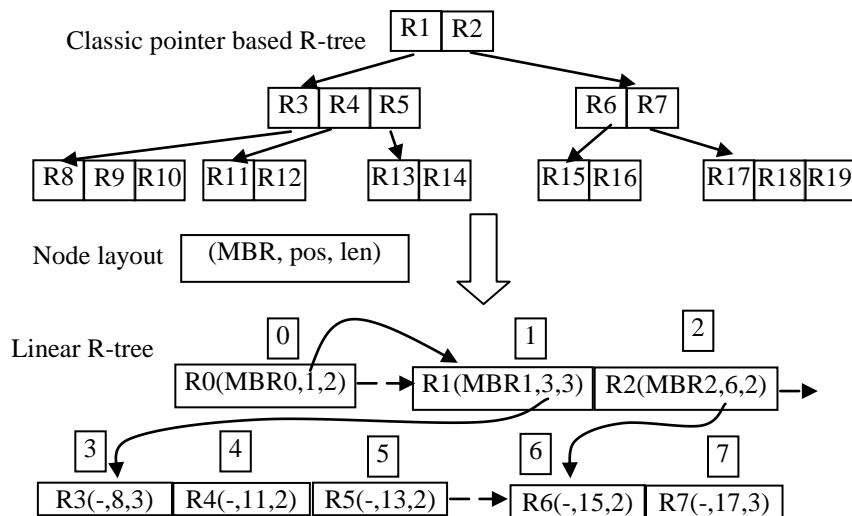 Classic pointer based R-tree
R1 R2
R3 R4 R5
R6 R7
R8 R9 R10
R11 R12
R13 R14
R15 R16
R17 R18 R19
Node layout
(MBR, pos, len)
Linear R-tree
0
1
2
R0(MBR0,1,2)
R1(MBR1,3,3)
R2(MBR2,6,2)
3
4
5
6
7
R3(-,8,3)
R4(-,11,2)
R5(-,13,2)
R6(-,15,2)
R7(-,17,3)